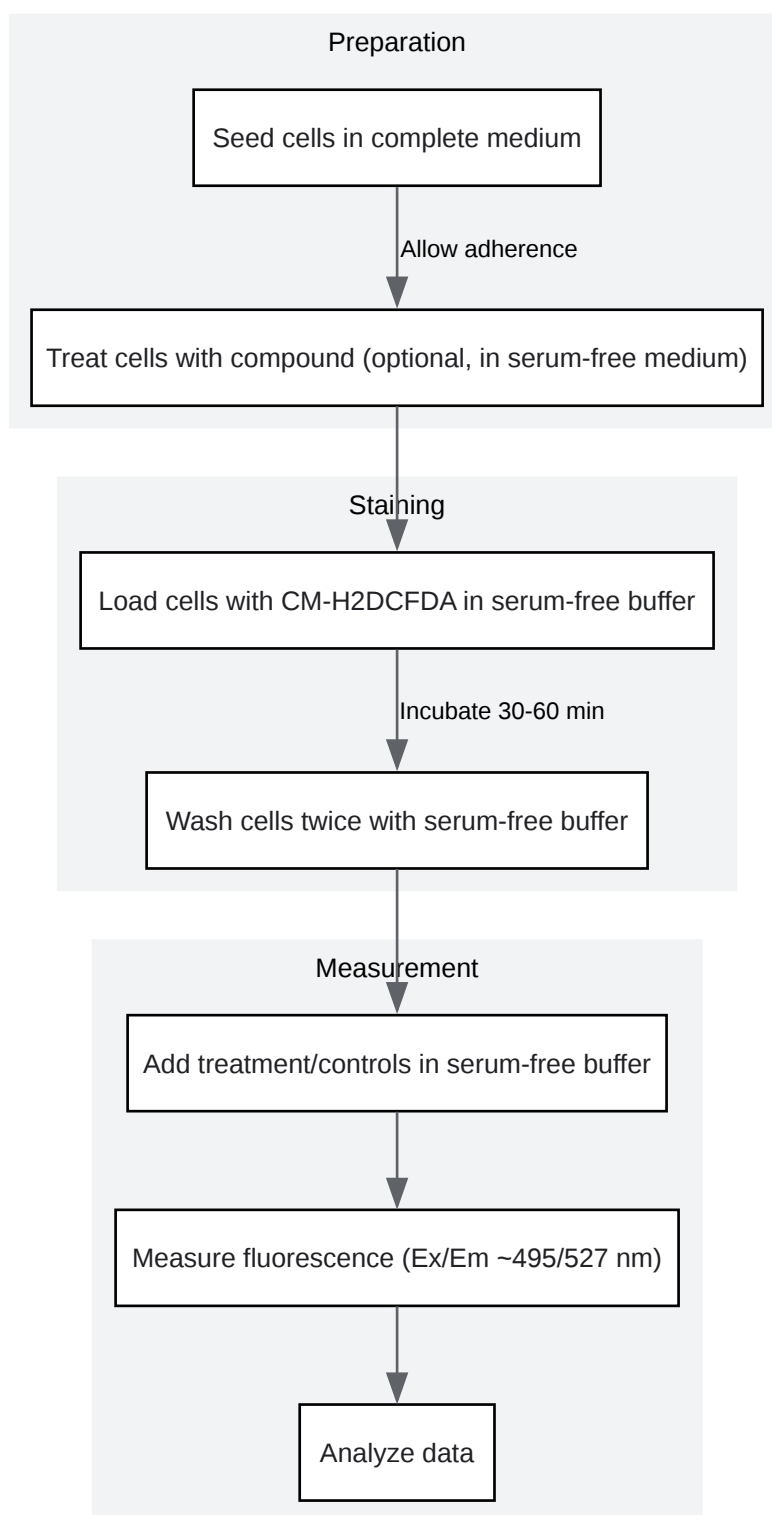 Preparation
Seed cells in complete medium
Allow adherence
Treat cells with compound (optional, in serum-free medium)
Staining
Load cells with CM-H2DCFDA in serum-free buffer
Incubate 30-60 min
Wash cells twice with serum-free buffer
Measurement
Add treatment/controls in serum-free buffer
Measure fluorescence (Ex/Em ~495/527 nm)
Analyze data